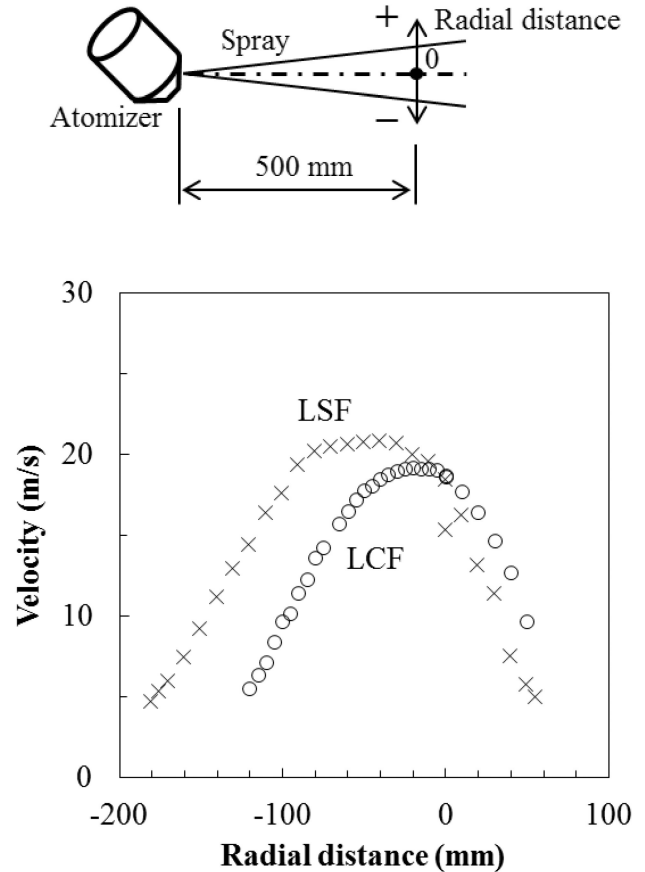 + Radial distance
Spray
0
Atomizer
−
500 mm
30
LSF
20
LCF
Velocity (m/s)
10
0
-200 -100 0 100
Radial distance (mm)